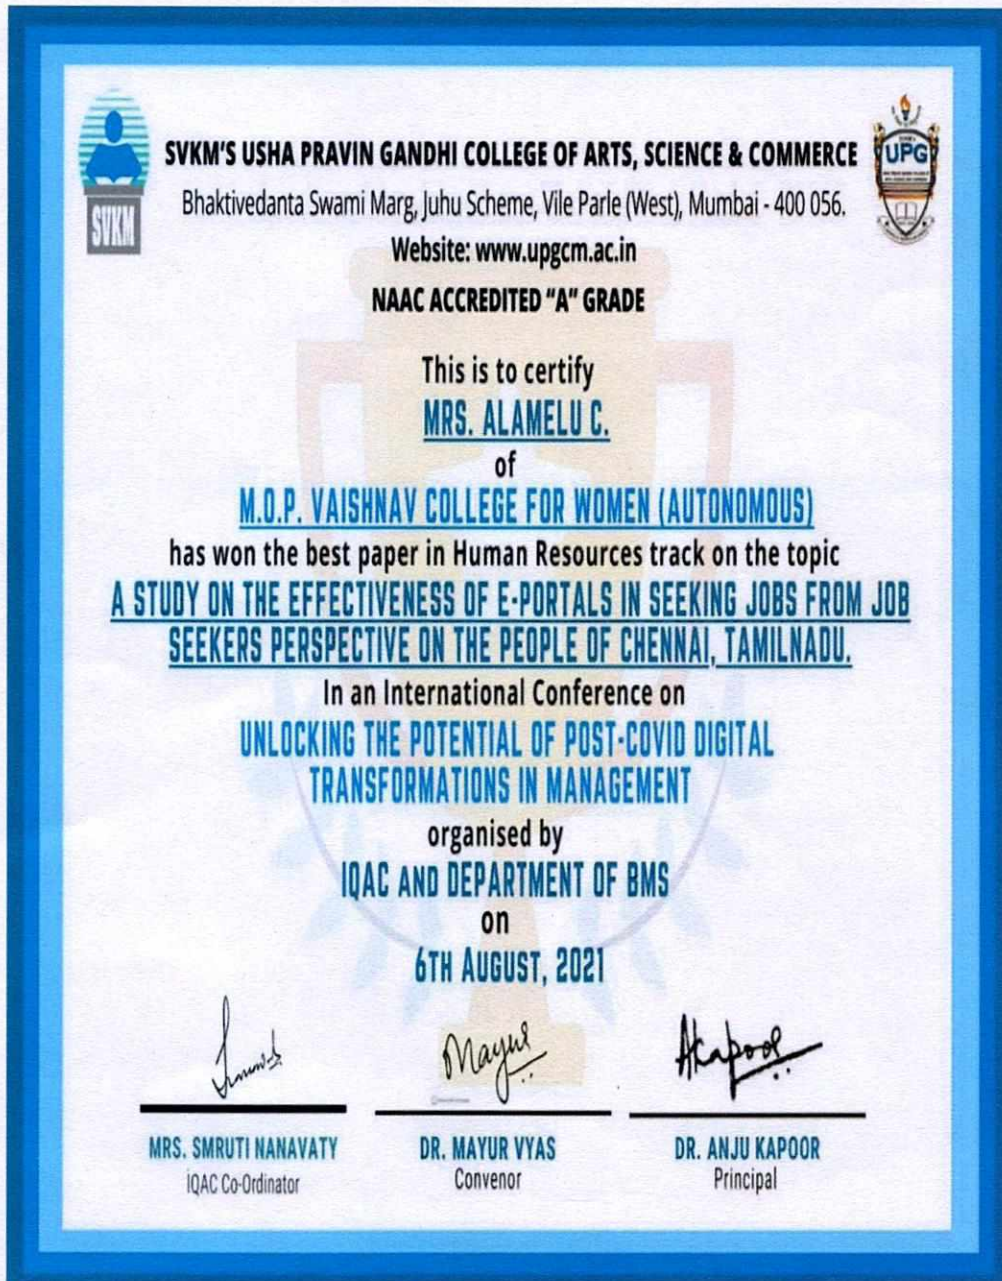 SVKM
SVKM'S USHA PRAVIN GANDHI COLLEGE OF ARTS, SCIENCE & COMMERCE
UPG
Bhaktivedanta Swami Marg, Juhu Scheme, Vile Parle (West), Mumbai - 400 056.
Website: www.upgcm.ac.in
NAAC ACCREDITED "A" GRADE
This is to certify
MRS. ALAMELU C.
of
M.O.P. VAISHNAV COLLEGE FOR WOMEN (AUTONOMOUS)
has won the best paper in Human Resources track on the topic
A STUDY ON THE EFFECTIVENESS OF E-PORTALS IN SEEKING JOBS FROM JOB
SEEKERS PERSPECTIVE ON THE PEOPLE OF CHENNAI, TAMILNADU.
In an International Conference on
UNLOCKING THE POTENTIAL OF POST-COVID DIGITAL
TRANSFORMATIONS IN MANAGEMENT
organised by
IQAC AND DEPARTMENT OF BMS
on
6TH AUGUST, 2021
Mayur
Akapoor
MRS. SMRUTI NANAVATY
IQAC Co-Ordinator
DR. MAYUR VYAS
Convenor
DR. ANJU KAPOOR
Principal